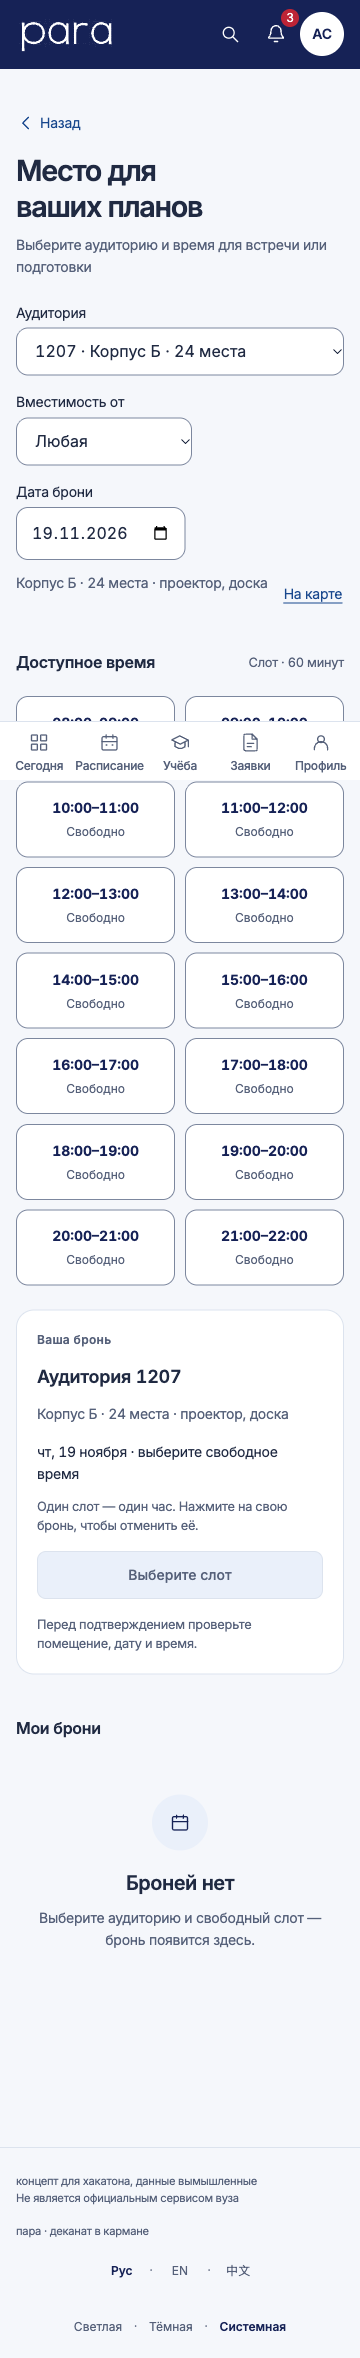 para
3
АС
Назад
Место для
ваших планов
Выберите аудиторию и время для встречи или
подготовки
Аудитория
1207 · Корпус Б · 24 места
Вместимость от
Любая
Дата брони
19.11.2026
Корпус Б · 24 места · проектор, доска
На карте
Доступное время
Слот · 60 минут
Сегодня
Расписание
Учёба
Заявки
Профиль
10:00–11:00
Свободно
11:00–12:00
Свободно
12:00–13:00
Свободно
13:00–14:00
Свободно
14:00–15:00
Свободно
15:00–16:00
Свободно
16:00–17:00
Свободно
17:00–18:00
Свободно
18:00–19:00
Свободно
19:00–20:00
Свободно
20:00–21:00
Свободно
21:00–22:00
Свободно
Ваша бронь
Аудитория 1207
Корпус Б · 24 места · проектор, доска
чт, 19 ноября · выберите свободное
время
Один слот — один час. Нажмите на свою
бронь, чтобы отменить её.
Выберите слот
Перед подтверждением проверьте
помещение, дату и время.
Мои брони
Броней нет
Выберите аудиторию и свободный слот —
бронь появится здесь.
концепт для хакатона, данные вымышленные
Не является официальным сервисом вуза
пара · деканат в кармане
Рус · EN · 中文
Светлая · Тёмная · Системная